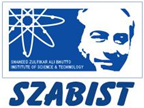 SHAHEED ZULFIKAR ALI BHUTTO
INSTITUTE OF SCIENCE & TECHNOLOGY
SZABIST